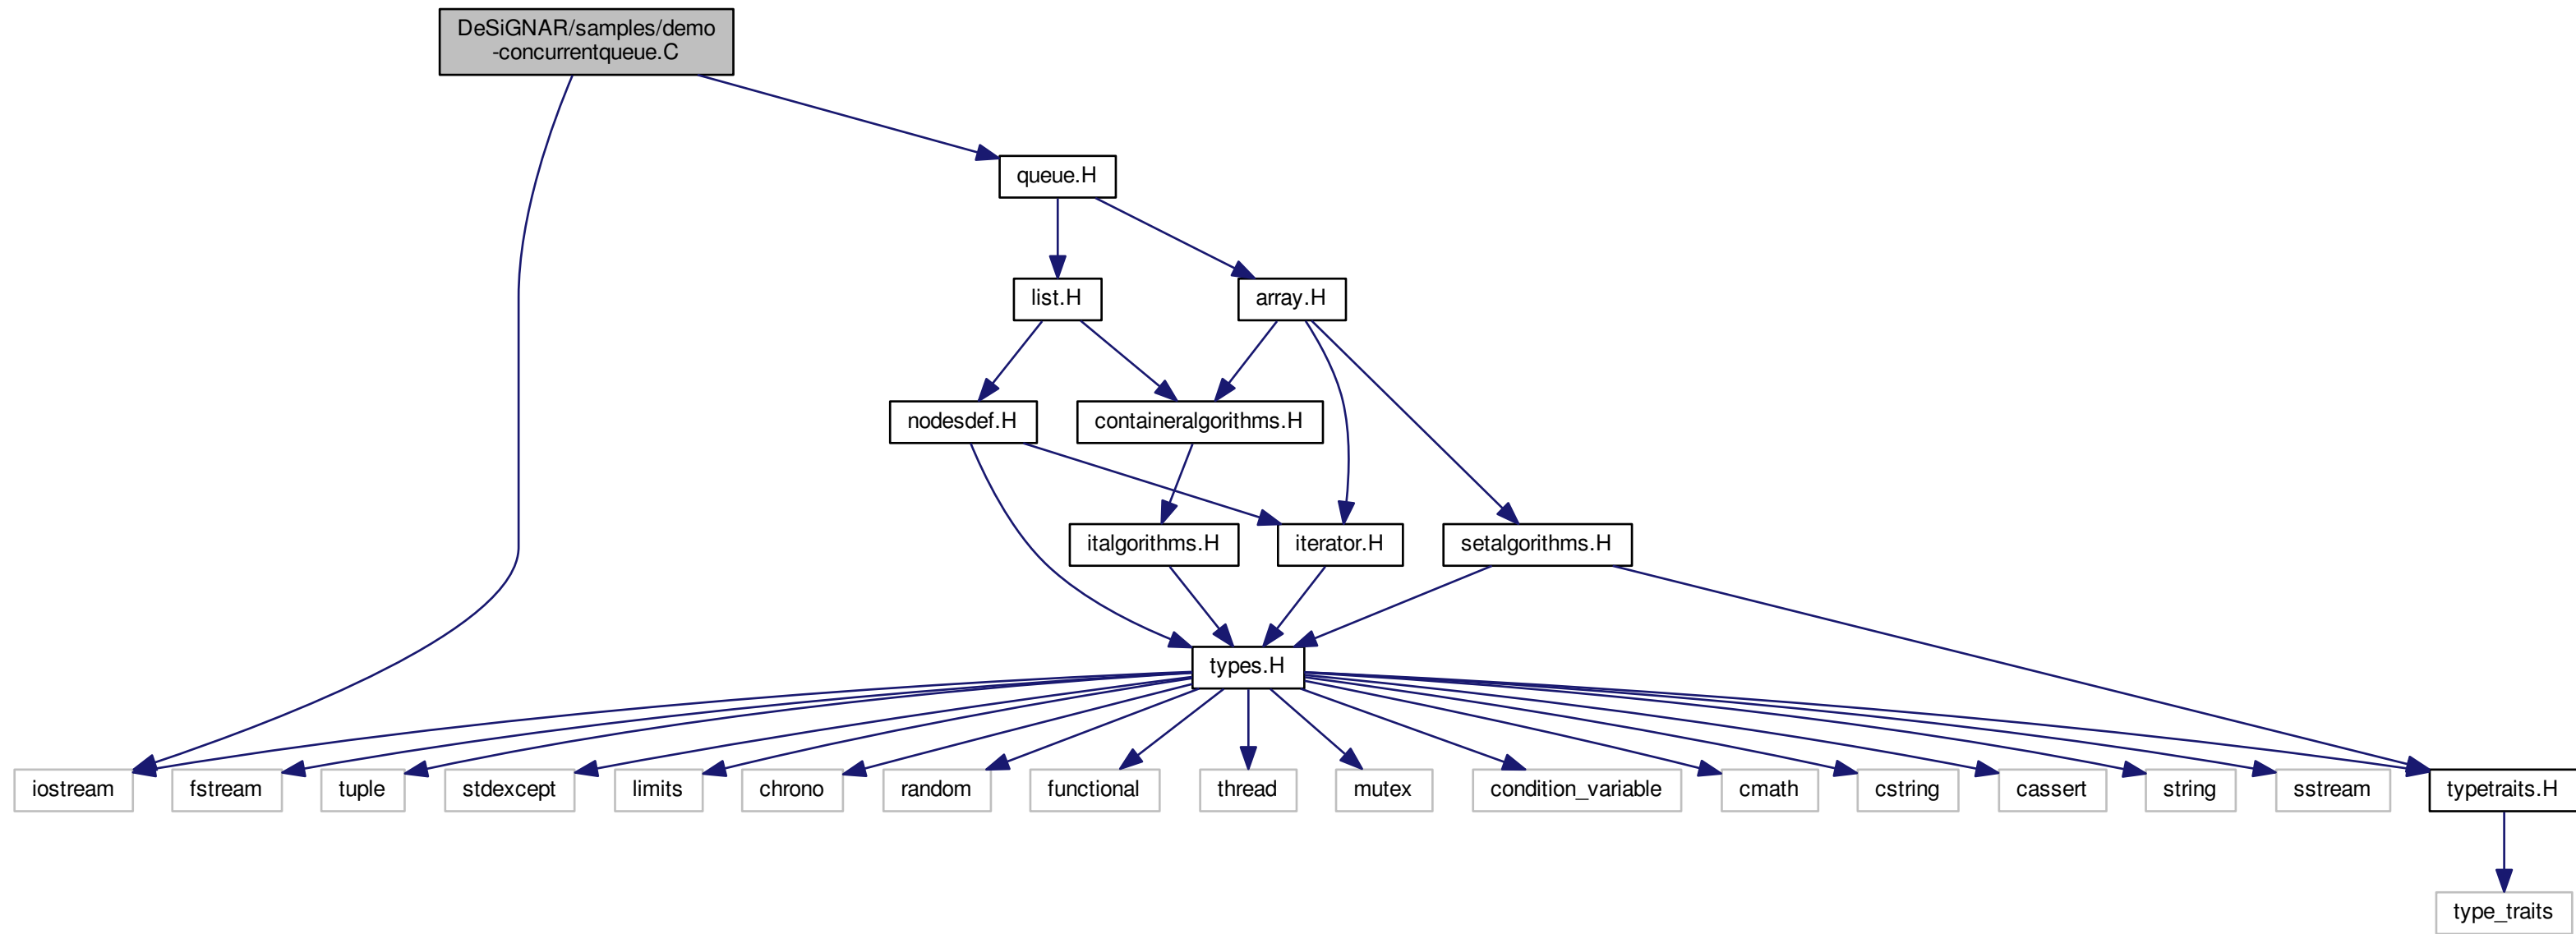 DeSiGNAR/samples/demo
-concurrentqueue.C
queue.H
list.H
array.H
nodesdef.H
containeralgorithms.H
italgorithms.H
iterator.H
setalgorithms.H
types.H
iostream
fstream
tuple
stdexcept
limits
chrono
random
functional
thread
mutex
condition_variable
cmath
cstring
cassert
string
sstream
typetraits.H
type_traits